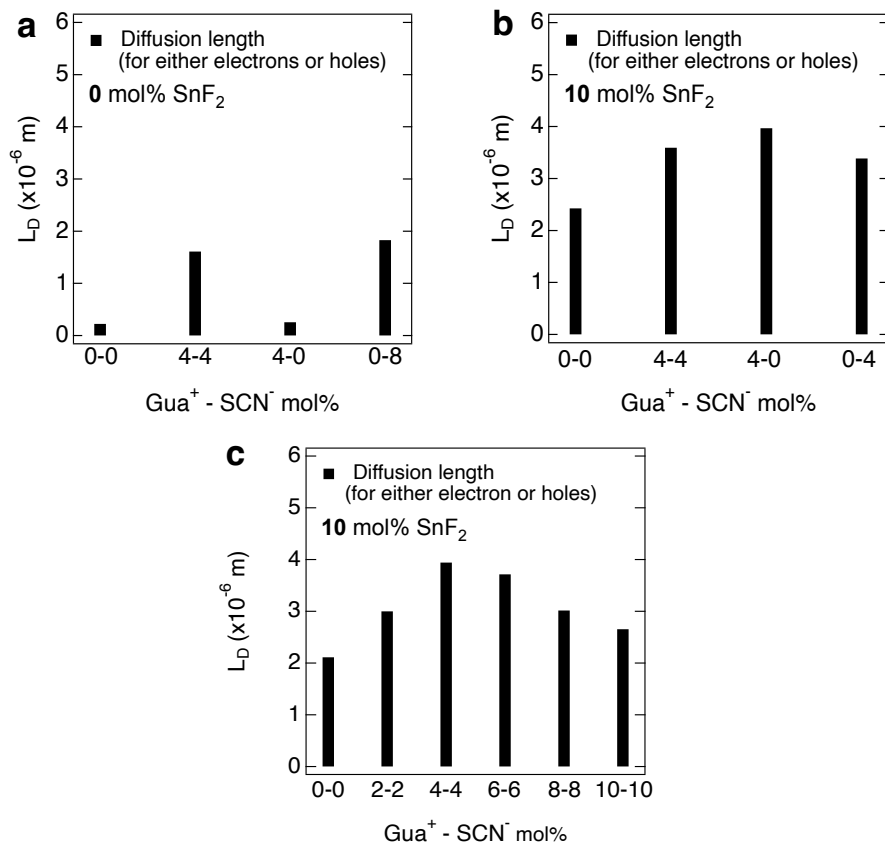 a
■ Diffusion length
(for either electrons or holes)
0 mol% SnF₂
6
5
4
3
2
1
0
L_D (x10⁻⁶ m)
0-0 4-4 4-0 0-8
Gua⁺ - SCN⁻ mol%
b
■ Diffusion length
(for either electrons or holes)
10 mol% SnF₂
6
5
4
3
2
1
0
L_D (x10⁻⁶ m)
0-0 4-4 4-0 0-4
Gua⁺ - SCN⁻ mol%
c
■ Diffusion length
(for either electron or holes)
10 mol% SnF₂
6
5
4
3
2
1
0
L_D (x10⁻⁶ m)
0-0 2-2 4-4 6-6 8-8 10-10
Gua⁺ - SCN⁻ mol%